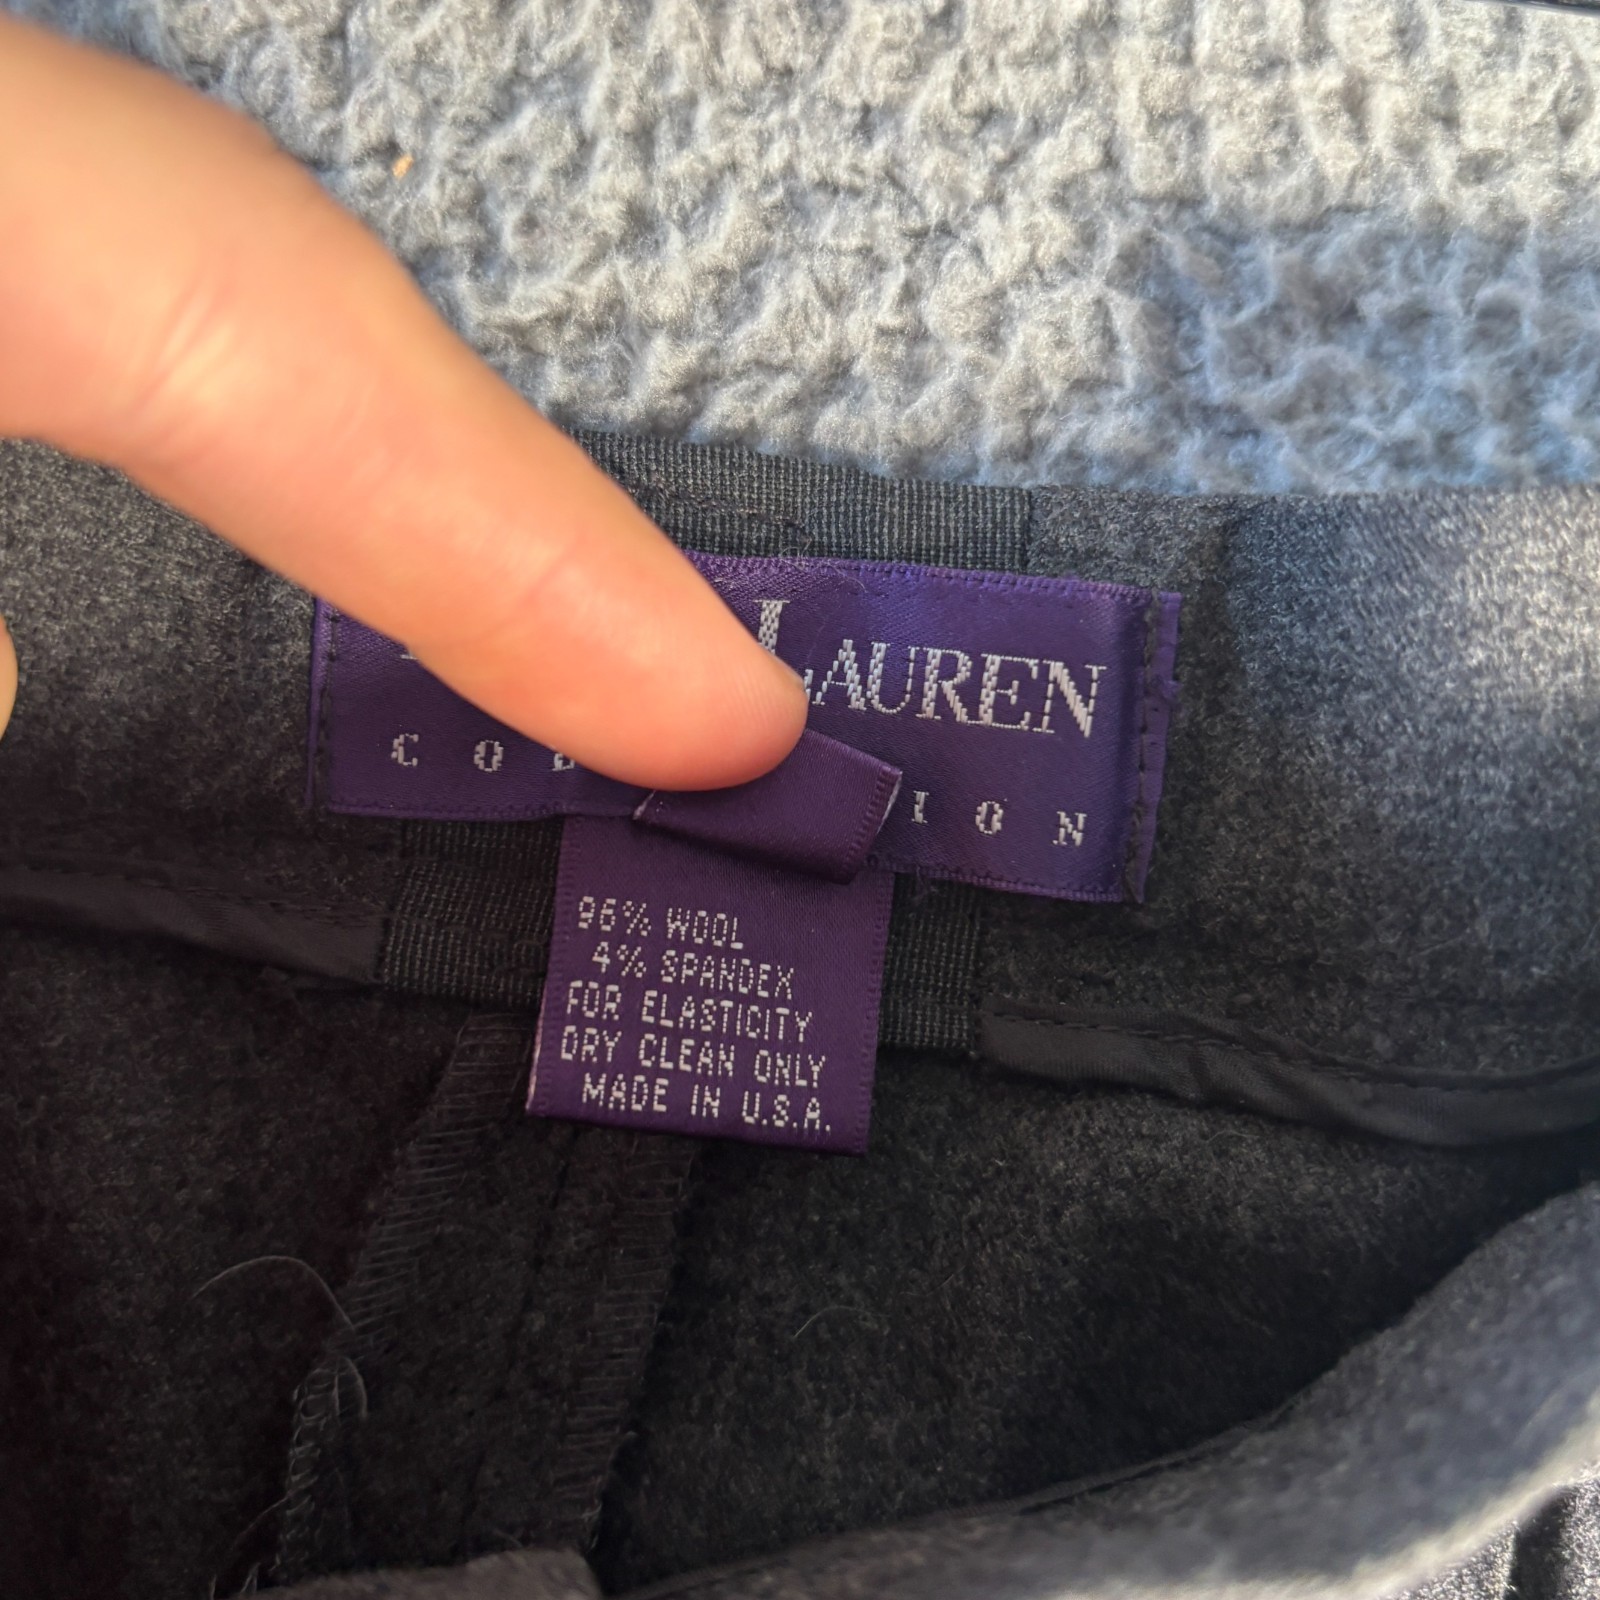 LAUREN
96% WOOL
4% SPANDEX
FOR ELASTICITY
DRY CLEAN ONLY
MADE IN U.S.A.